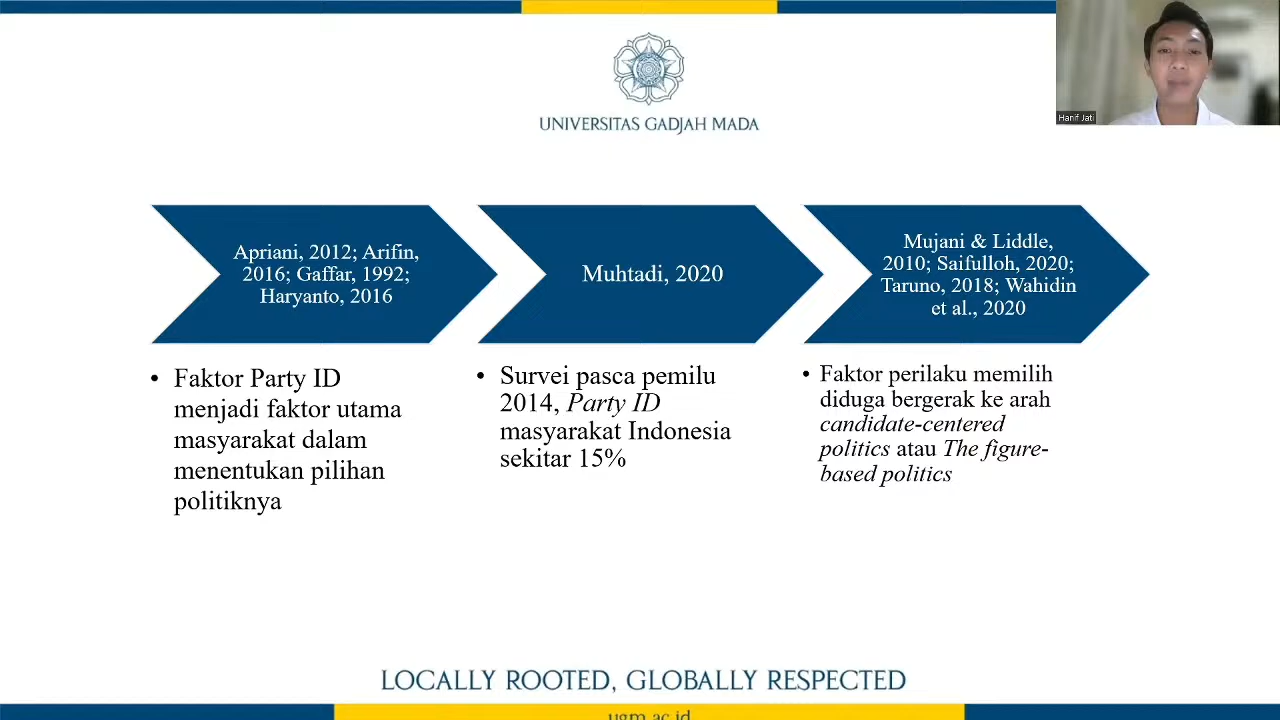 UNIVERSITAS GADJAH MADA
Hanif Jati
Apriani, 2012; Arifin,
2016; Gaffar, 1992;
Haryanto, 2016
Muhtadi, 2020
Mujani & Liddle,
2010; Saifulloh, 2020;
Taruno, 2018; Wahidin
et al., 2020
• Faktor Party ID
menjadi faktor utama
masyarakat dalam
menentukan pilihan
politiknya
• Survei pasca pemilu
2014, Party ID
masyarakat Indonesia
sekitar 15%
• Faktor perilaku memilih
diduga bergerak ke arah
candidate-centered
politics atau The figure-
based politics
LOCALLY ROOTED, GLOBALLY RESPECTED
ugm.ac.id